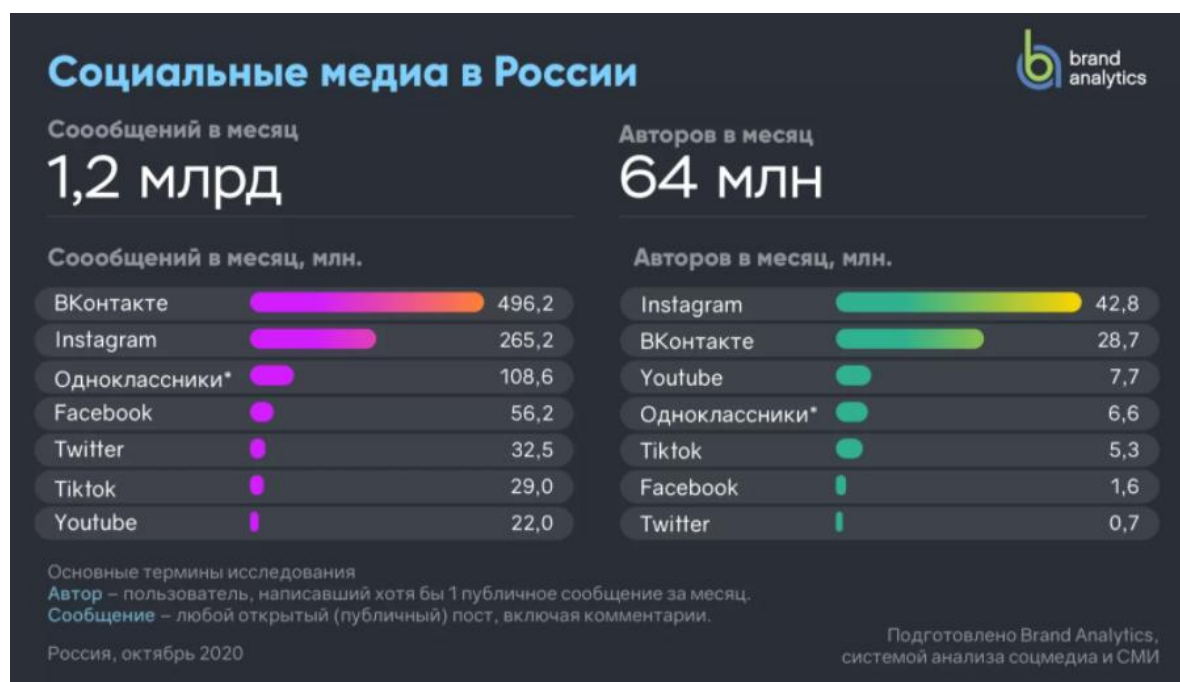 Социальные медиа в России
brand
analytics
Соообщений в месяц
1,2 млрд
Авторов в месяц
64 млн
Соообщений в месяц, млн.
ВКонтакте 496,2
Instagram 265,2
Одноклассники* 108,6
Facebook 56,2
Twitter 32,5
Tiktok 29,0
Youtube 22,0
Авторов в месяц, млн.
Instagram 42,8
ВКонтакте 28,7
Youtube 7,7
Одноклассники* 6,6
Tiktok 5,3
Facebook 1,6
Twitter 0,7
Основные термины исследования
Автор – пользователь, написавший хотя бы 1 публичное сообщение за месяц.
Сообщение – любой открытый (публичный) пост, включая комментарии.
Россия, октябрь 2020
Подготовлено Brand Analytics,
системой анализа соцмедиа и СМИ